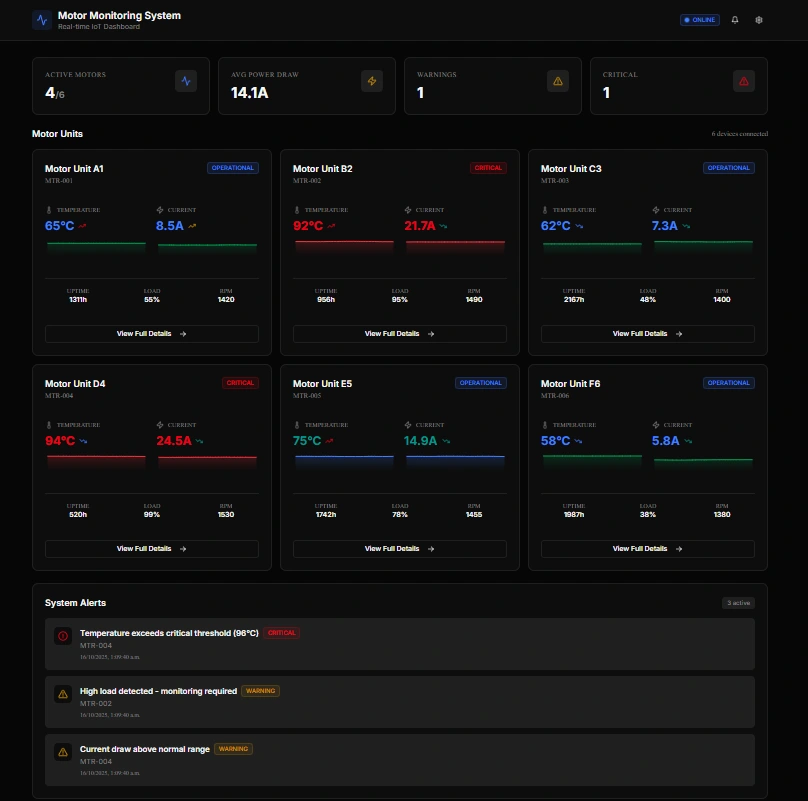 Motor Monitoring System
Real-time IoT Dashboard
ONLINE
ACTIVE MOTORS
4/6
AVG POWER DRAW
14.1A
WARNINGS
1
CRITICAL
1
Motor Units
6 devices connected
Motor Unit A1 OPERATIONAL
MTR-001
TEMPERATURE CURRENT
65°C 8.5A
UPTIME LOAD RPM
1311h 55% 1420
View Full Details →
Motor Unit B2 CRITICAL
MTR-002
TEMPERATURE CURRENT
92°C 21.7A
UPTIME LOAD RPM
956h 95% 1490
View Full Details →
Motor Unit C3 OPERATIONAL
MTR-003
TEMPERATURE CURRENT
62°C 7.3A
UPTIME LOAD RPM
2167h 48% 1400
View Full Details →
Motor Unit D4 CRITICAL
MTR-004
TEMPERATURE CURRENT
94°C 24.5A
UPTIME LOAD RPM
520h 99% 1530
View Full Details →
Motor Unit E5 OPERATIONAL
MTR-005
TEMPERATURE CURRENT
75°C 14.9A
UPTIME LOAD RPM
1742h 78% 1455
View Full Details →
Motor Unit F6 OPERATIONAL
MTR-006
TEMPERATURE CURRENT
58°C 5.8A
UPTIME LOAD RPM
1987h 38% 1380
View Full Details →
System Alerts 3 active
Temperature exceeds critical threshold (96°C) CRITICAL
MTR-004
16/10/2025, 1:09:40 a.m.
High load detected - monitoring required WARNING
MTR-002
16/10/2025, 1:09:40 a.m.
Current draw above normal range WARNING
MTR-004
16/10/2025, 1:09:40 a.m.